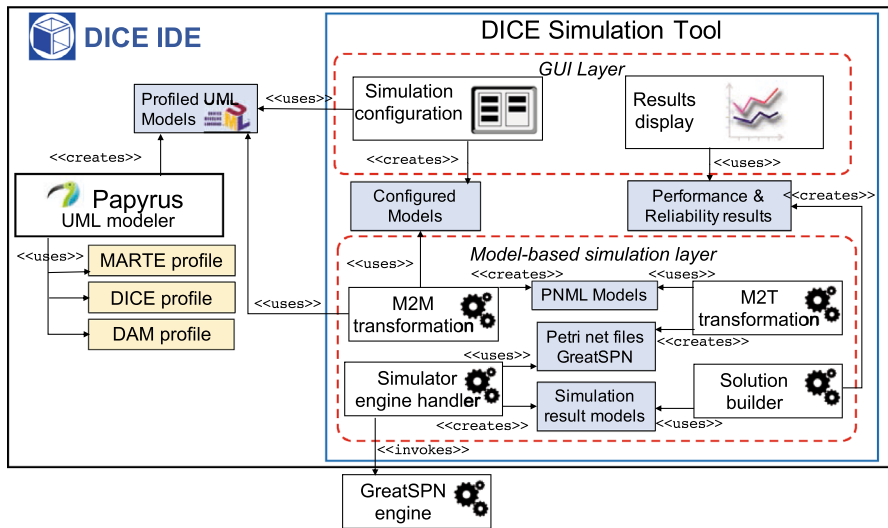 DICE IDE
DICE Simulation Tool
GUI Layer
Profiled UML
Models
<<uses>>
Simulation
configuration
Results
display
<<creates>>
<<creates>>
<<uses>>
Papyrus
UML modeler
Configured
Models
Performance &
Reliability results
<<creates>>
<<uses>>
MARTE profile
DICE profile
DAM profile
<<uses>>
Model-based simulation layer
<<uses>>
<<creates>>
<<uses>>
M2M
transformation
PNML Models
M2T
transformation
Petri net files
GreatSPN
<<uses>>
<<creates>>
Simulator
engine handler
Simulation
result models
Solution
builder
<<creates>>
<<uses>>
<<invokes>>
GreatSPN
engine